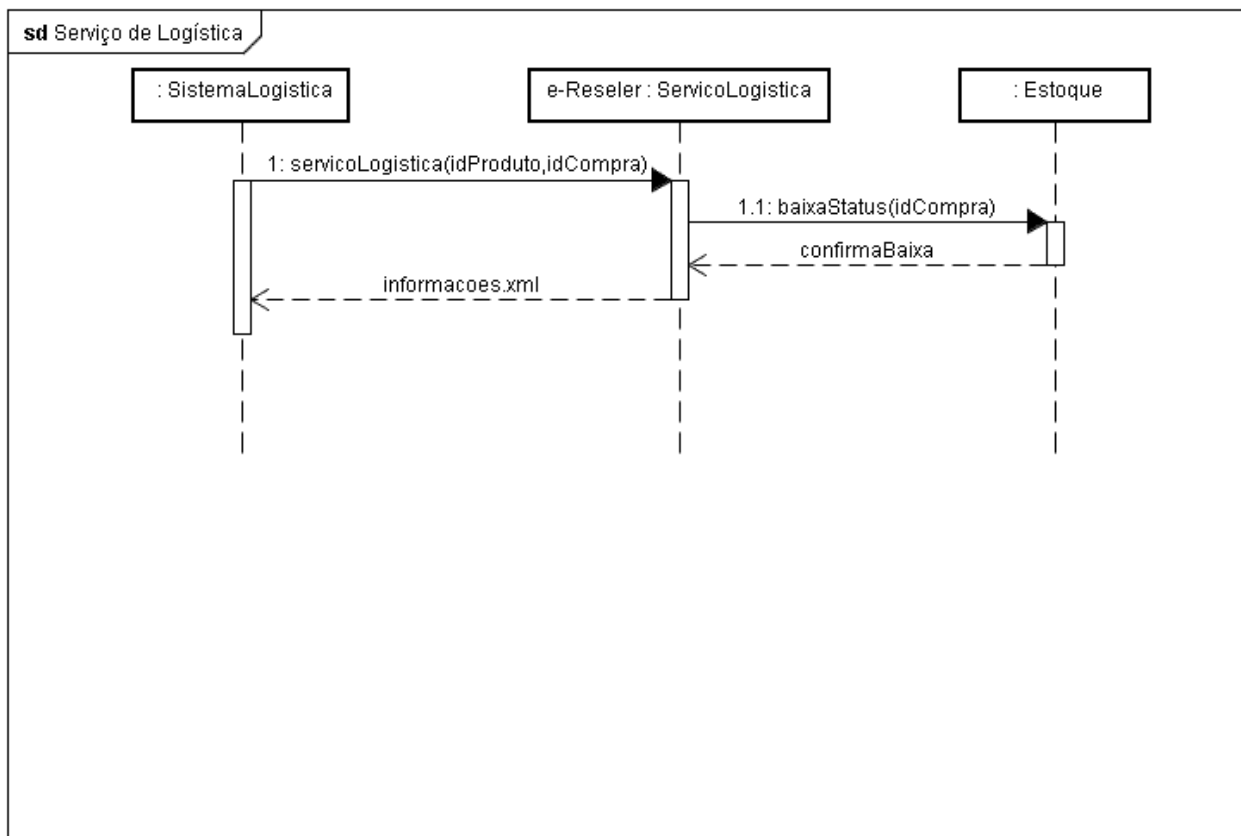 sd Serviço de Logística
: SistemaLogistica
e-Reseler : ServicoLogistica
: Estoque
1: servicoLogistica(idProduto,idCompra)
1.1: baixaStatus(idCompra)
confirmaBaixa
informacoes.xml